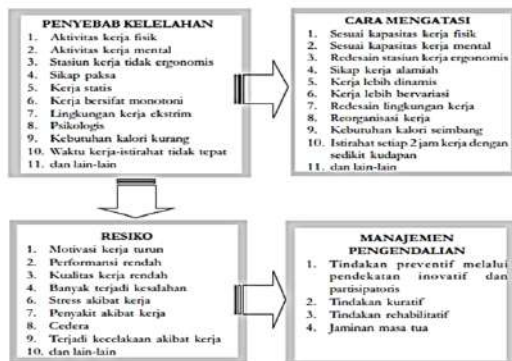 PENYEBAB KELELAHAN
1. Aktivitas kerja fisik
2. Aktivitas kerja mental
3. Stasiun kerja tidak ergonomis
4. Sikap paksa
5. Kerja statis
6. Kerja bersifat monotoni
7. Lingkungan kerja ekstrim
8. Psikologis
9. Kebutuhan kalori kurang
10. Waktu kerja-istirahat tidak tepat
11. dan lain-lain
CARA MENGATASI
1. Sesuai kapasitas kerja fisik
2. Sesuai kapasitas kerja mental
3. Redesain stasiun kerja ergonomis
4. Sikap kerja alamiah
5. Kerja lebih dinamis
6. Kerja lebih bervariasi
7. Redesain lingkungan kerja
8. Reorganisasi kerja
9. Kebutuhan kalori seimbang
10. Istirahat setiap 2 jam kerja dengan
sedikit kudapan
11. dan lain-lain
RESIKO
1. Motivasi kerja turun
2. Performansi rendah
3. Kualitas kerja rendah
4. Banyak terjadi kesalahan
6. Stress akibat kerja
7. Penyakit akibat kerja
8. Cedera
9. Terjadi kecelakaan akibat kerja
10. dan lain-lain
MANAJEMEN
PENGENDALIAN
1. Tindakan preventif melalui
pendekatan inovatif dan
partisipatoris
2. Tindakan kuratif
3. Tindakan rehabilitatif
4. Jaminan masa tua